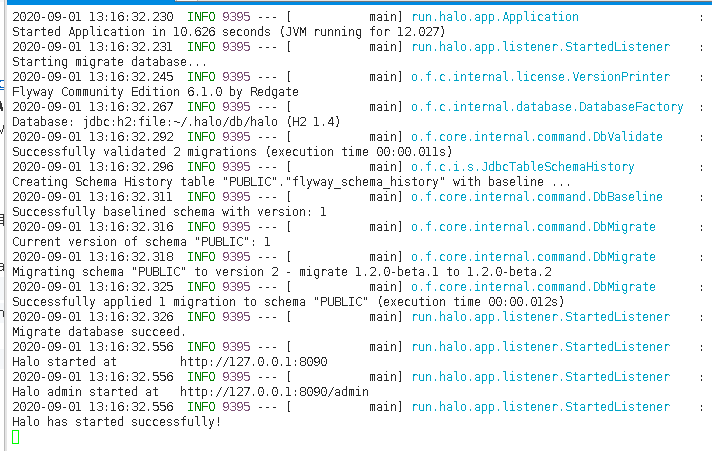 2020-09-01 13:16:32.230  INFO 9395 --- [           main] run.halo.app.Application                 :
Started Application in 10.626 seconds (JVM running for 12.027)
2020-09-01 13:16:32.231  INFO 9395 --- [           main] run.halo.app.listener.StartedListener    :
Starting migrate database...
2020-09-01 13:16:32.245  INFO 9395 --- [           main] o.f.c.internal.license.VersionPrinter    :
Flyway Community Edition 6.1.0 by Redgate
2020-09-01 13:16:32.267  INFO 9395 --- [           main] o.f.c.internal.database.DatabaseFactory  :
Database: jdbc:h2:file:~/.halo/db/halo (H2 1.4)
2020-09-01 13:16:32.292  INFO 9395 --- [           main] o.f.core.internal.command.DbValidate     :
Successfully validated 2 migrations (execution time 00:00.011s)
2020-09-01 13:16:32.296  INFO 9395 --- [           main] o.f.c.i.s.JdbcTableSchemaHistory         :
Creating Schema History table "PUBLIC"."flyway_schema_history" with baseline ...
2020-09-01 13:16:32.311  INFO 9395 --- [           main] o.f.core.internal.command.DbBaseline     :
Successfully baselined schema with version: 1
2020-09-01 13:16:32.316  INFO 9395 --- [           main] o.f.core.internal.command.DbMigrate      :
Current version of schema "PUBLIC": 1
2020-09-01 13:16:32.318  INFO 9395 --- [           main] o.f.core.internal.command.DbMigrate      :
Migrating schema "PUBLIC" to version 2 - migrate 1.2.0-beta.1 to 1.2.0-beta.2
2020-09-01 13:16:32.325  INFO 9395 --- [           main] o.f.core.internal.command.DbMigrate      :
Successfully applied 1 migration to schema "PUBLIC" (execution time 00:00.012s)
2020-09-01 13:16:32.326  INFO 9395 --- [           main] run.halo.app.listener.StartedListener    :
Migrate database succeed.
2020-09-01 13:16:32.556  INFO 9395 --- [           main] run.halo.app.listener.StartedListener    :
Halo started at         http://127.0.0.1:8090
2020-09-01 13:16:32.556  INFO 9395 --- [           main] run.halo.app.listener.StartedListener    :
Halo admin started at   http://127.0.0.1:8090/admin
2020-09-01 13:16:32.556  INFO 9395 --- [           main] run.halo.app.listener.StartedListener    :
Halo has started successfully!